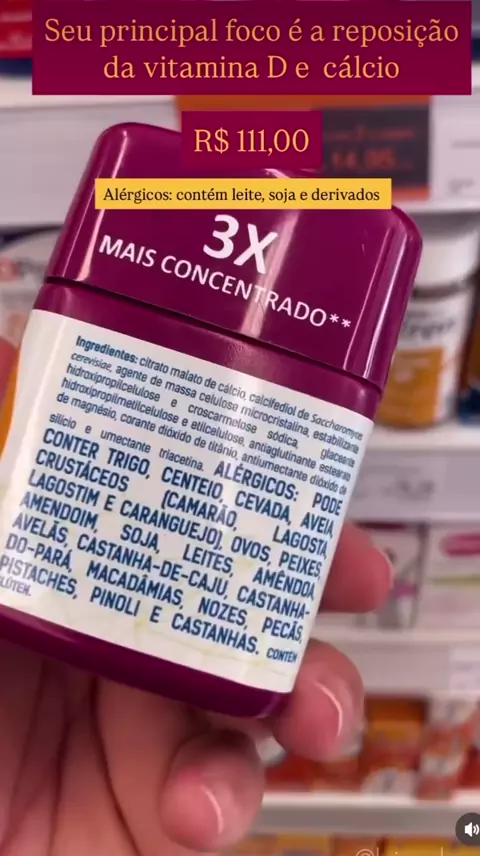 Seu principal foco é a reposição
da vitamina D e cálcio
R$ 111,00
14,95
Alérgicos: contém leite, soja e derivados
3X
MAIS CONCENTRADO**
Ingredientes: citrato malato de cálcio, calcifediol de Saccharomyces
cerevisiae, agente de massa celulose microcristalina, estabilizante
hidroxipropilcelulose e croscarmelose sódica, glaceante
hidroxipropilmetilcelulose e etilcelulose, antiaglutinante estearato
de magnésio, corante dióxido de titânio, antiumectante dióxido de
silício e umectante triacetina. ALÉRGICOS: PODE
CONTER TRIGO, CENTEIO, CEVADA, AVEIA,
CRUSTÁCEOS (CAMARÃO, LAGOSTA,
LAGOSTIM E CARANGUEJO), OVOS, PEIXES,
AMENDOIM, SOJA, LEITES, AMÊNDOA,
AVELÃS, CASTANHA-DE-CAJU, CASTANHA-
DO-PARÁ, MACADÂMIAS, NOZES, PECÃS,
PISTACHES, PINOLI E CASTANHAS. CONTÉM
GLÚTEN.